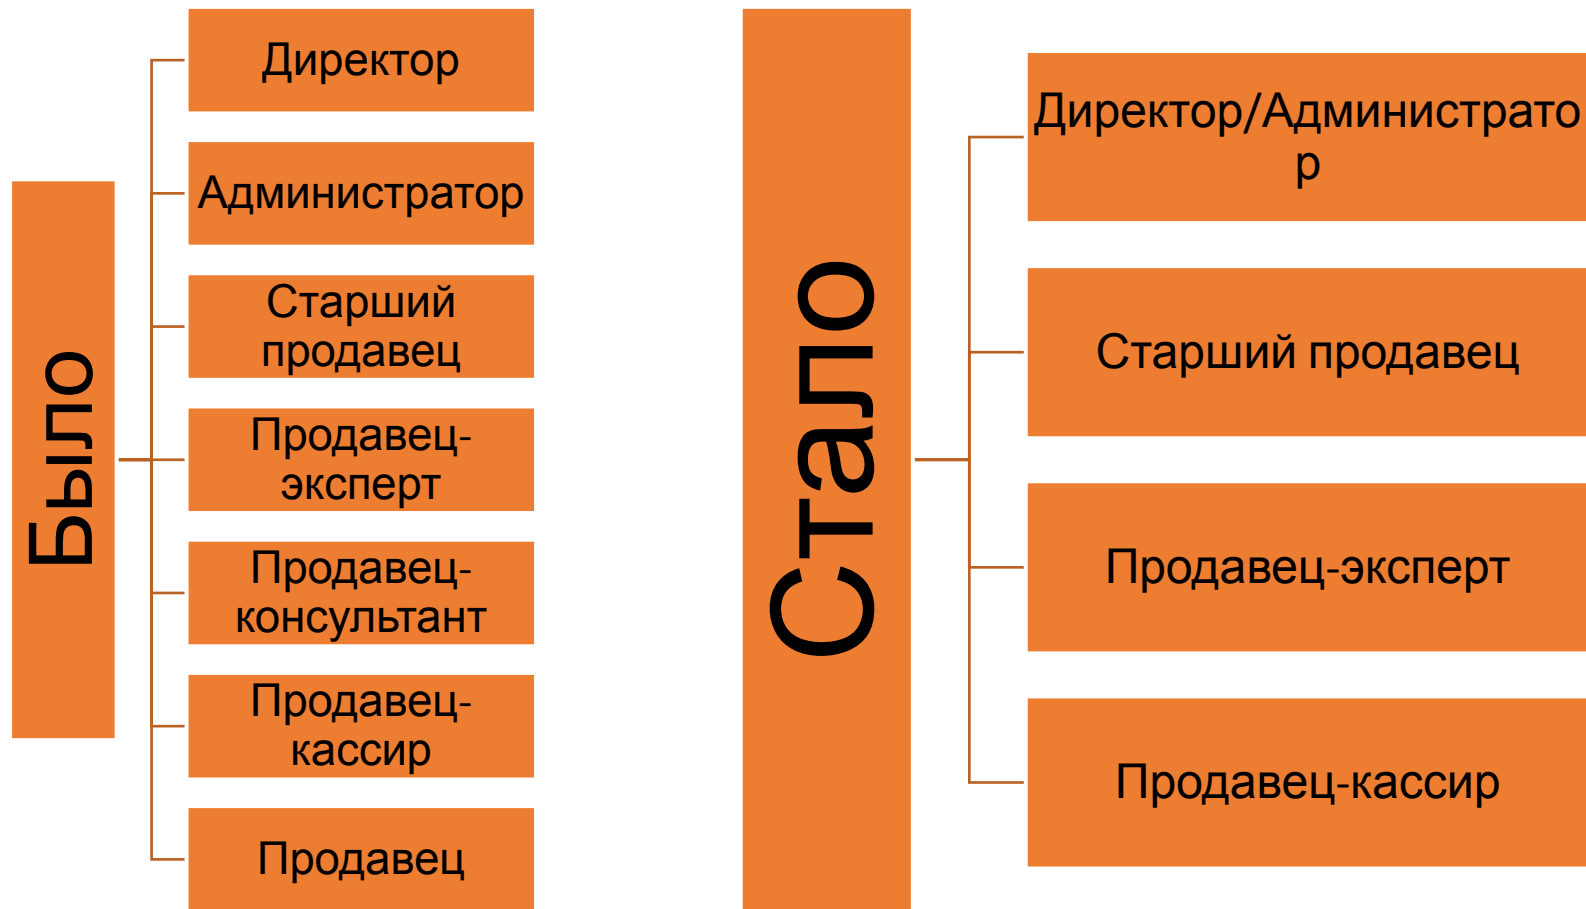 Было
Директор
Администратор
Старший
продавец
Продавец-
эксперт
Продавец-
консультант
Продавец-
кассир
Продавец
Стало
Директор/Администрато
р
Старший продавец
Продавец-эксперт
Продавец-кассир